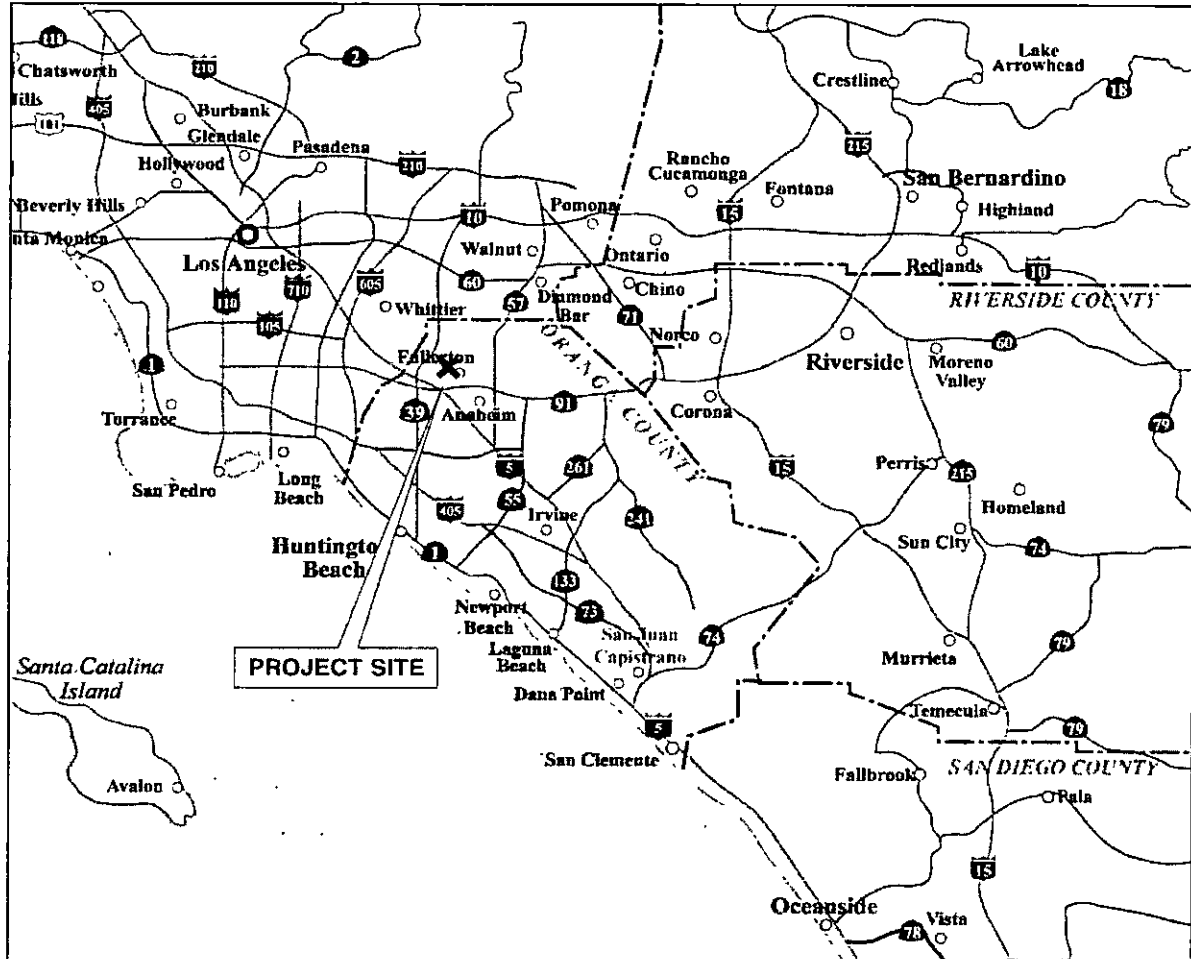 118
2
Lake
Arrowhead
Chatsworth
210
Crestline
18
Hills
405
Burbank
101
Glendale
215
Hollywood
Pasadena
210
Rancho
Cucamonga
San Bernardino
Fontana
Beverly Hills
10
Pomona
15
Highland
nta Monica
Walnut
Ontario
Los Angeles
Redlands
10
60
Chino
110
710
605
Whittier
57
Diamond
Bar
71
RIVERSIDE COUNTY
105
Norco
ORANG COUNTY
Riverside
60
Moreno
Valley
1
Fullerton
Torrance
39
Anaheim
91
Corona
79
San Pedro
Long
Beach
5
261
15
Perris
215
Homeland
405
55
Irvine
241
Sun City
74
Huntingto
Beach
1
133
73
Newport
Beach
Laguna
Beach
San Juan
Capistrano
74
Murrieta
79
PROJECT SITE
Santa Catalina
Island
Dana Point
Temecula
5
79
San Clemente
SAN DIEGO COUNTY
Avalon
Fallbrook
Pala
15
Oceanside
Vista
78